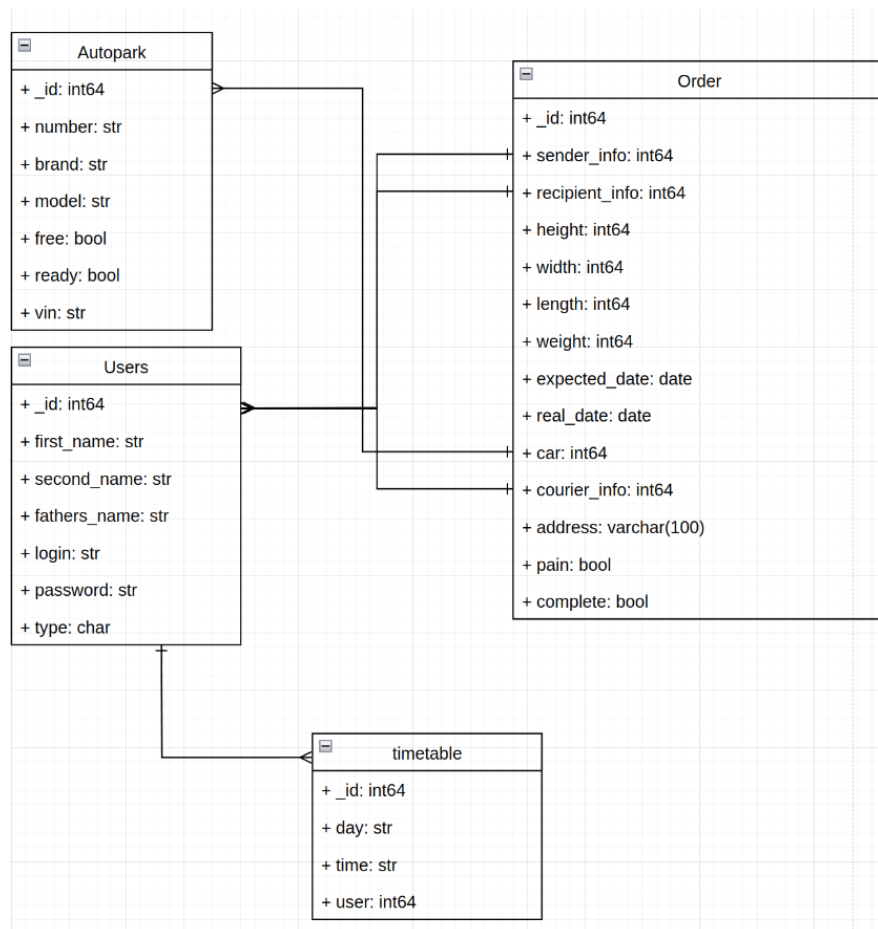 Autopark
+ _id: int64
+ number: str
+ brand: str
+ model: str
+ free: bool
+ ready: bool
+ vin: str
Users
+ _id: int64
+ first_name: str
+ second_name: str
+ fathers_name: str
+ login: str
+ password: str
+ type: char
Order
+ _id: int64
+ sender_info: int64
+ recipient_info: int64
+ height: int64
+ width: int64
+ length: int64
+ weight: int64
+ expected_date: date
+ real_date: date
+ car: int64
+ courier_info: int64
+ address: varchar(100)
+ pain: bool
+ complete: bool
timetable
+ _id: int64
+ day: str
+ time: str
+ user: int64